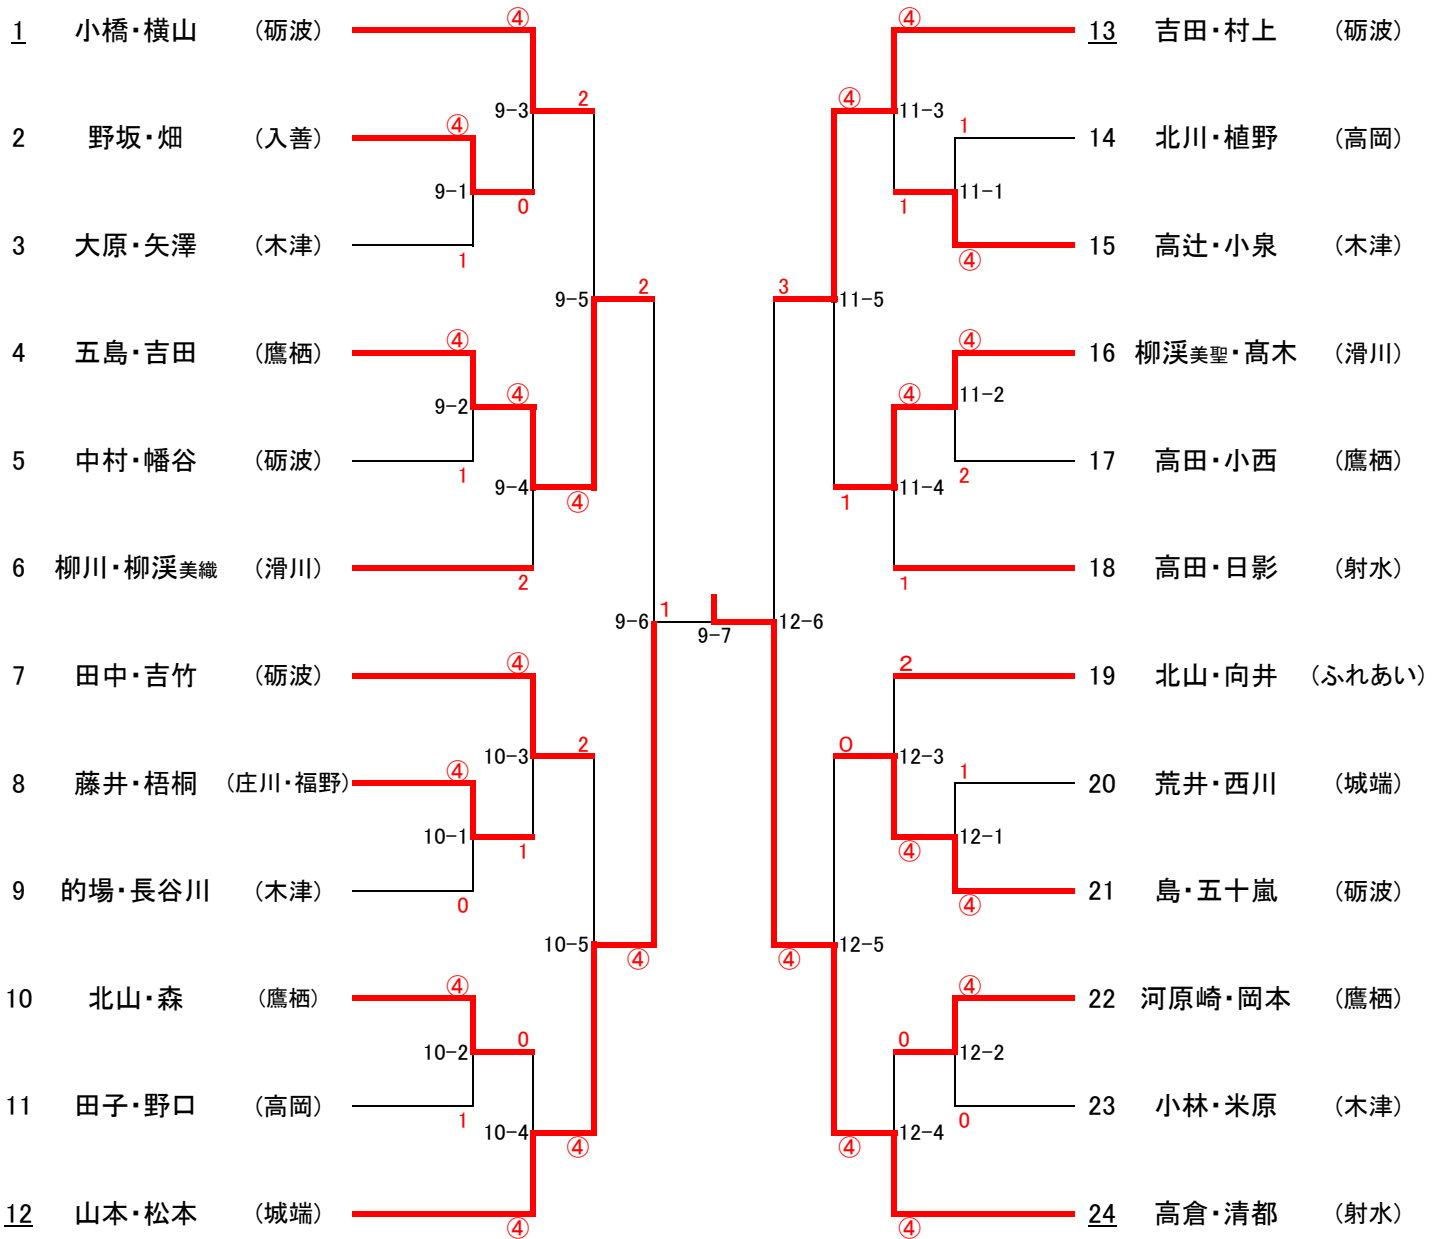 1 小橋・横山 （砺波） ④ ④ 13 吉田・村上 （砺波）
9-3 2 ④ 11-3
2 野坂・畑 （入善） ④ 1 14 北川・植野 （高岡）
9-1 0 1 11-1
3 大原・矢澤 （木津） 1 ④ 15 高辻・小泉 （木津）
9-5 2 3 11-5
4 五島・吉田 （鷹栖） ④ ④ 16 柳渓美聖・髙木 （滑川）
9-2 ④ ④ 11-2
5 中村・幡谷 （砺波） 1 2 17 高田・小西 （鷹栖）
9-4 ④ 1 11-4
6 柳川・柳渓美織 （滑川） 2 1 18 高田・日影 （射水）
9-6 1 9-7 12-6
7 田中・吉竹 （砺波） ④ 2 19 北山・向井 （ふれあい）
10-3 2 0 12-3
8 藤井・梧桐 （庄川・福野） ④ 1 20 荒井・西川 （城端）
10-1 1 ④ 12-1
9 的場・長谷川 （木津） 0 ④ 21 島・五十嵐 （砺波）
10-5 ④ ④ 12-5
10 北山・森 （鷹栖） ④ ④ 22 河原崎・岡本 （鷹栖）
10-2 0 0 12-2
11 田子・野口 （高岡） 1 0 23 小林・米原 （木津）
10-4 ④ ④ 12-4
12 山本・松本 （城端） ④ ④ 24 高倉・清都 （射水）